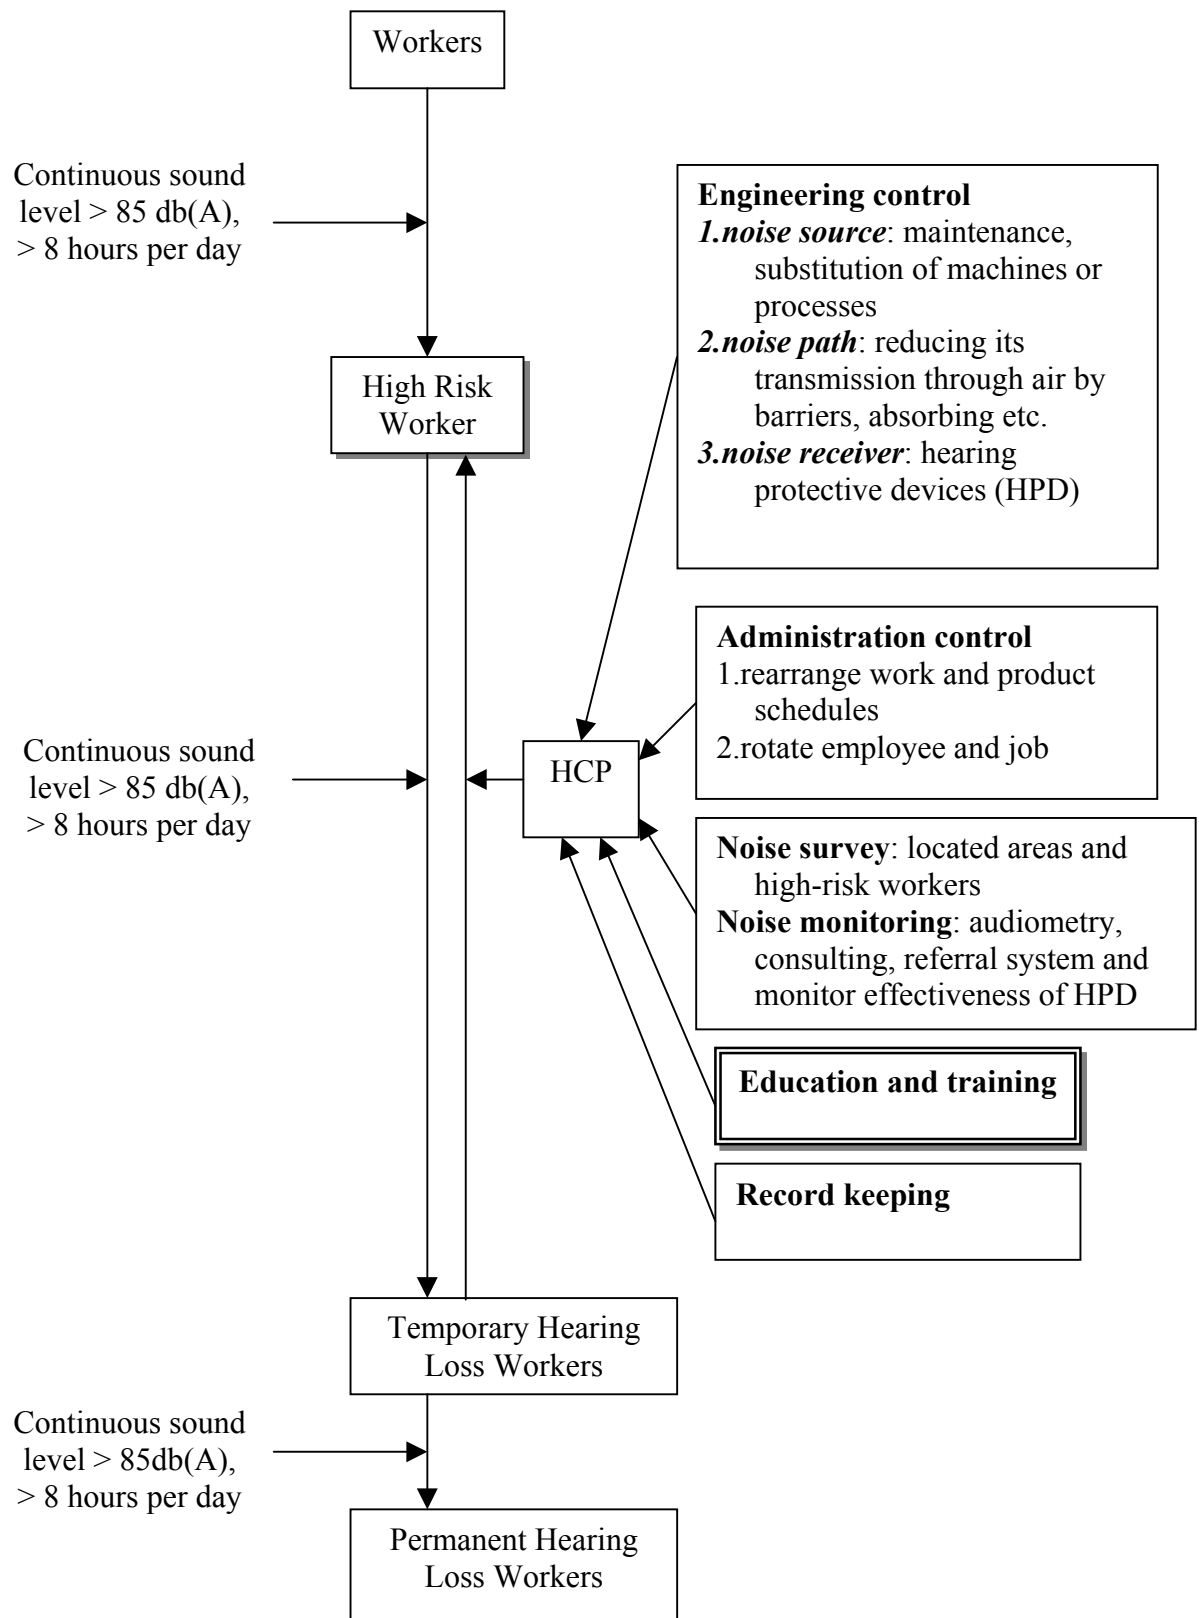 Workers
Continuous sound
level > 85 db(A),
> 8 hours per day
Engineering control
1.noise source: maintenance,
substitution of machines or
processes
2.noise path: reducing its
transmission through air by
barriers, absorbing etc.
3.noise receiver: hearing
protective devices (HPD)
High Risk
Worker
Administration control
1.rearrange work and product
schedules
2.rotate employee and job
Continuous sound
level > 85 db(A),
> 8 hours per day
HCP
Noise survey: located areas and
high-risk workers
Noise monitoring: audiometry,
consulting, referral system and
monitor effectiveness of HPD
Education and training
Record keeping
Temporary Hearing
Loss Workers
Continuous sound
level > 85db(A),
> 8 hours per day
Permanent Hearing
Loss Workers